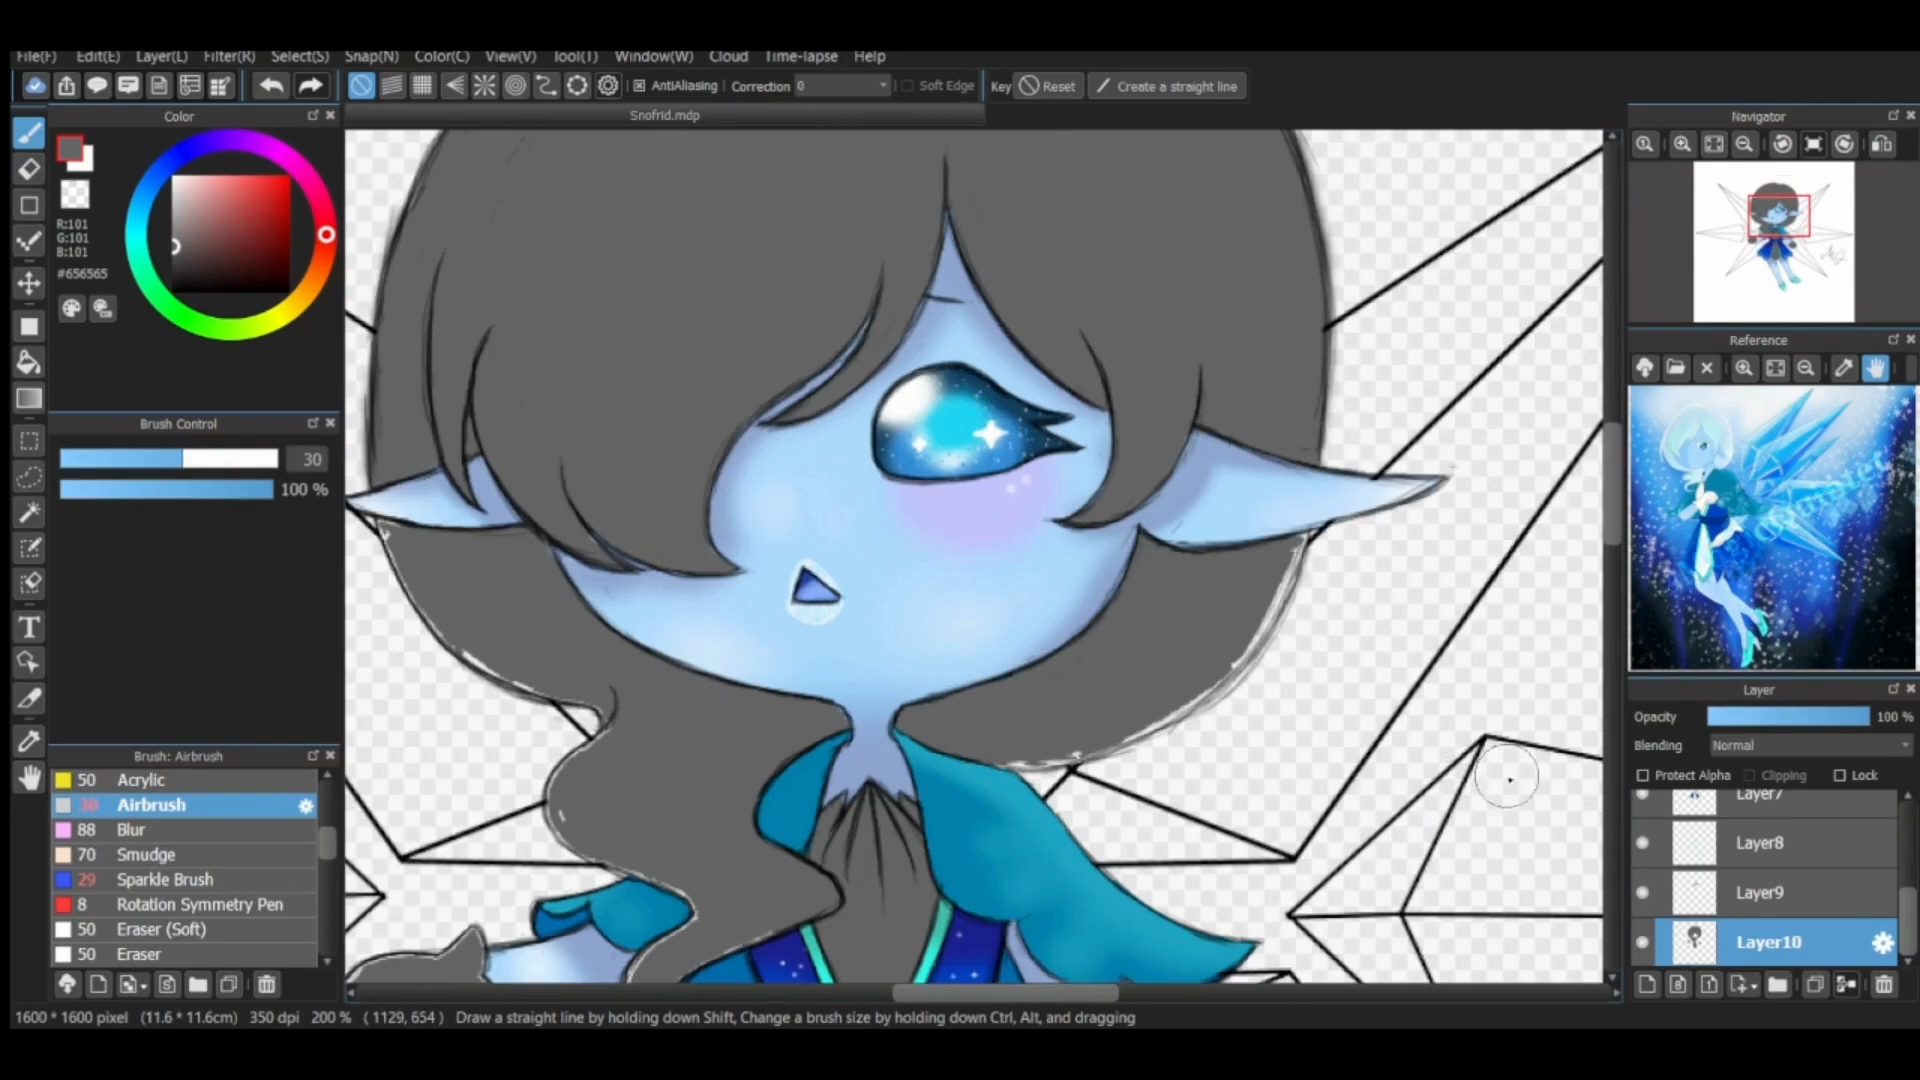 File(F) Edit(E) Layer(L) Filter(R) Select(S) Snap(N) Color(C) View(V) Tool(T) Window(W) Cloud Time-lapse Help
AntiAliasing Correction 0 Soft Edge Key Reset Create a straight line
Color
Snofrid.mdp
Navigator
R:101
G:101
B:101
#656565
Reference
Brush Control
30
100 %
Layer
Opacity 100 %
Blending Normal
Protect Alpha Clipping Lock
Layer7
Layer8
Layer9
Layer10
Brush: Airbrush
50 Acrylic
30 Airbrush
88 Blur
70 Smudge
29 Sparkle Brush
8 Rotation Symmetry Pen
50 Eraser (Soft)
50 Eraser
1600 * 1600 pixel (11.6 * 11.6cm) 350 dpi 200 % ( 1129, 654 ) Draw a straight line by holding down Shift, Change a brush size by holding down Ctrl, Alt, and dragging